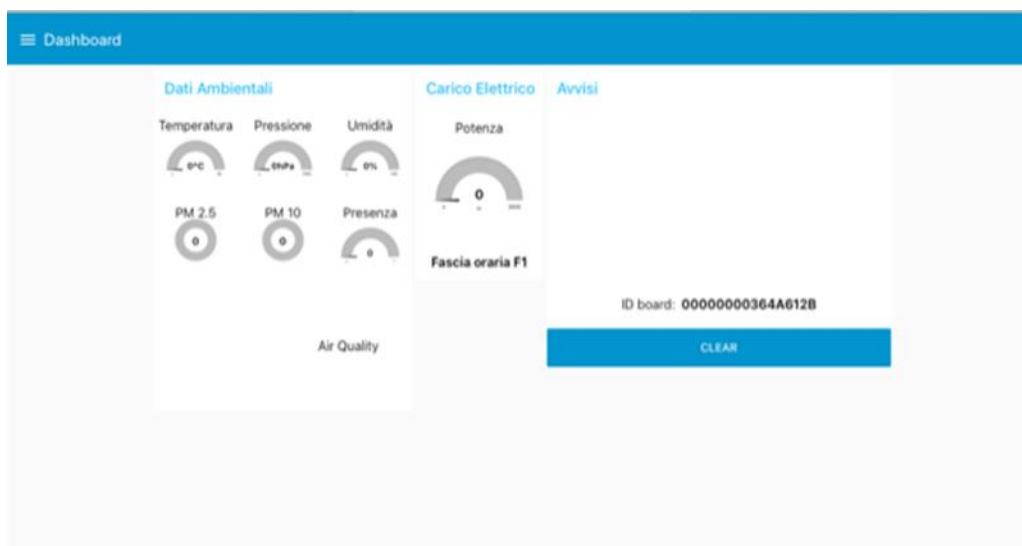 Dashboard
Dati Ambientali
Temperatura Pressione Umidità
0°C 0hPa 0%
PM 2.5 PM 10 Presenza
0 0 0
Air Quality
Carico Elettrico
Potenza
0
Fascia oraria F1
Avvisi
ID board: 00000000364A612B
CLEAR